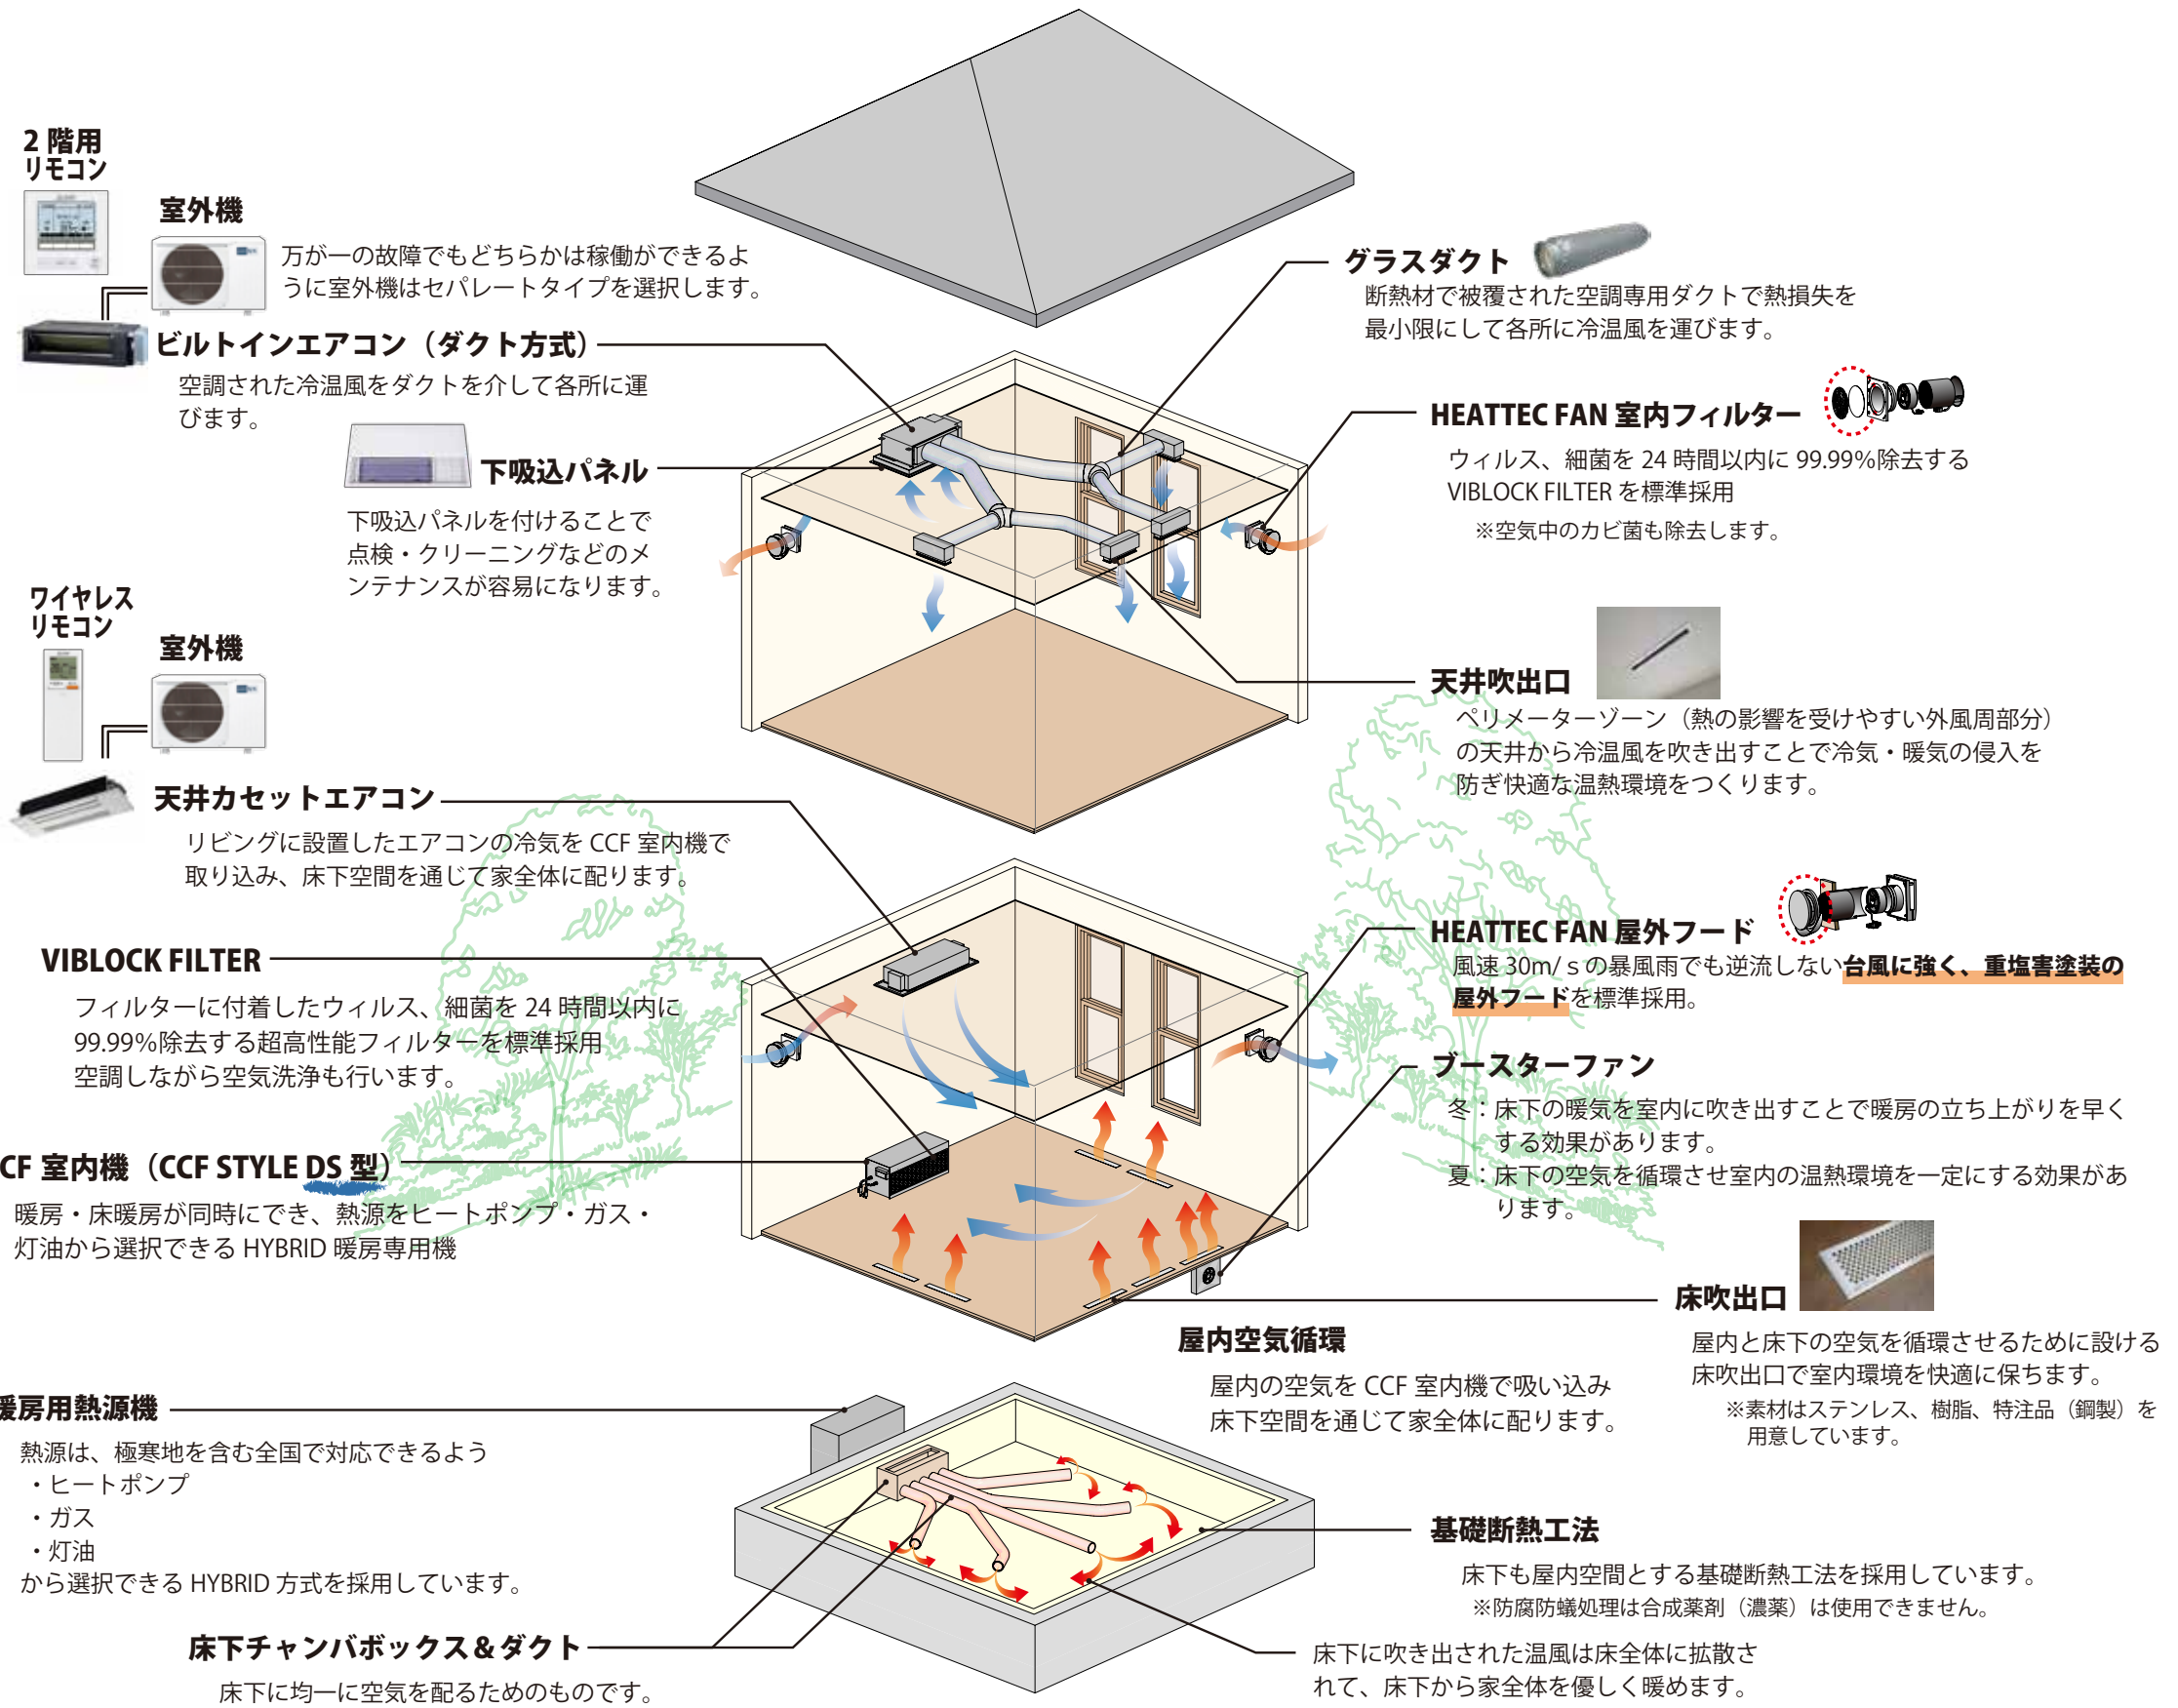 2 階用
リモコン
室外機
万が一の故障でもどちらかは稼働ができるよ
うに室外機はセパレートタイプを選択します。
ビルトインエアコン（ダクト方式）
空調された冷温風をダクトを介して各所に運
びます。
下吸込パネル
下吸込パネルを付けることで
点検・クリーニングなどのメ
ンテナンスが容易になります。
グラスダクト
断熱材で被覆された空調専用ダクトで熱損失を
最小限にして各所に冷温風を運びます。
HEATTEC FAN 室内フィルター
ウィルス、細菌を 24 時間以内に 99.99%除去する
VIBLOCK FILTER を標準採用
※空気中のカビ菌も除去します。
天井吹出口
ペリメーターゾーン（熱の影響を受けやすい外風周部分）
の天井から冷温風を吹き出すことで冷気・暖気の侵入を
防ぎ快適な温熱環境をつくります。
ワイヤレス
リモコン
室外機
天井カセットエアコン
リビングに設置したエアコンの冷気を CCF 室内機で
取り込み、床下空間を通じて家全体に配ります。
VIBLOCK FILTER
フィルターに付着したウィルス、細菌を 24 時間以内に
99.99%除去する超高性能フィルターを標準採用
空調しながら空気洗浄も行います。
CF 室内機（CCF STYLE DS 型）
暖房・床暖房が同時にでき、熱源をヒートポンプ・ガス・
灯油から選択できる HYBRID 暖房専用機
HEATTEC FAN 屋外フード
風速 30m/ｓの暴風雨でも逆流しない台風に強く、重塩害塗装の
屋外フードを標準採用。
ブースターファン
冬：床下の暖気を室内に吹き出すことで暖房の立ち上がりを早く
する効果があります。
夏：床下の空気を循環させ室内の温熱環境を一定にする効果があ
ります。
床吹出口
屋内と床下の空気を循環させるために設ける
床吹出口で室内環境を快適に保ちます。
※素材はステンレス、樹脂、特注品（鋼製）を
用意しています。
屋内空気循環
屋内の空気を CCF 室内機で吸い込み
床下空間を通じて家全体に配ります。
暖房用熱源機
熱源は、極寒地を含む全国で対応できるよう
・ヒートポンプ
・ガス
・灯油
から選択できる HYBRID 方式を採用しています。
床下チャンバボックス＆ダクト
床下に均一に空気を配るためのものです。
基礎断熱工法
床下も屋内空間とする基礎断熱工法を採用しています。
※防腐防蟻処理は合成薬剤（濃薬）は使用できません。
床下に吹き出された温風は床全体に拡散さ
れて、床下から家全体を優しく暖めます。